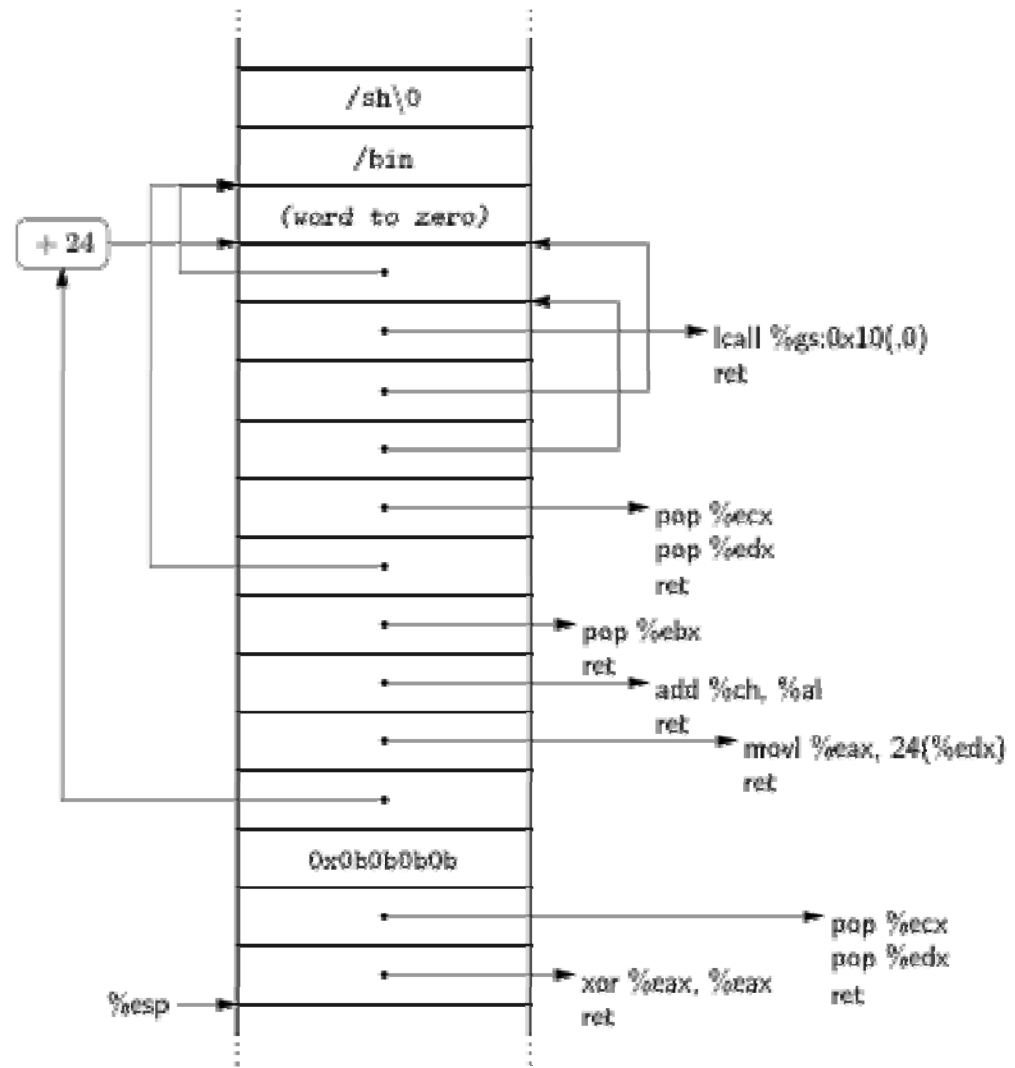 /sh\0
/bin
(word to zero)
+ 24
lcall %gs:0x10(,0)
ret
pop %ecx
pop %edx
ret
pop %ebx
ret
add %ch, %al
ret
movl %eax, 24(%edx)
ret
0x0b0b0b0b
pop %ecx
pop %edx
ret
xor %eax, %eax
ret
%esp